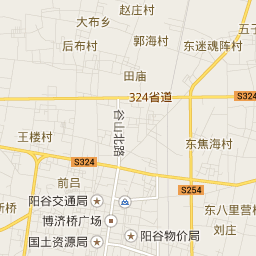 赵庄村
大布乡
五
郭海村
后布村
东迷魂阵村
田庙
324省道
S324
谷山北路
王楼村
东焦海村
S324
前吕
S254
阳谷交通局
东八里营
新桥
博济桥广场
刘庄
阳谷物价局
国土资源局